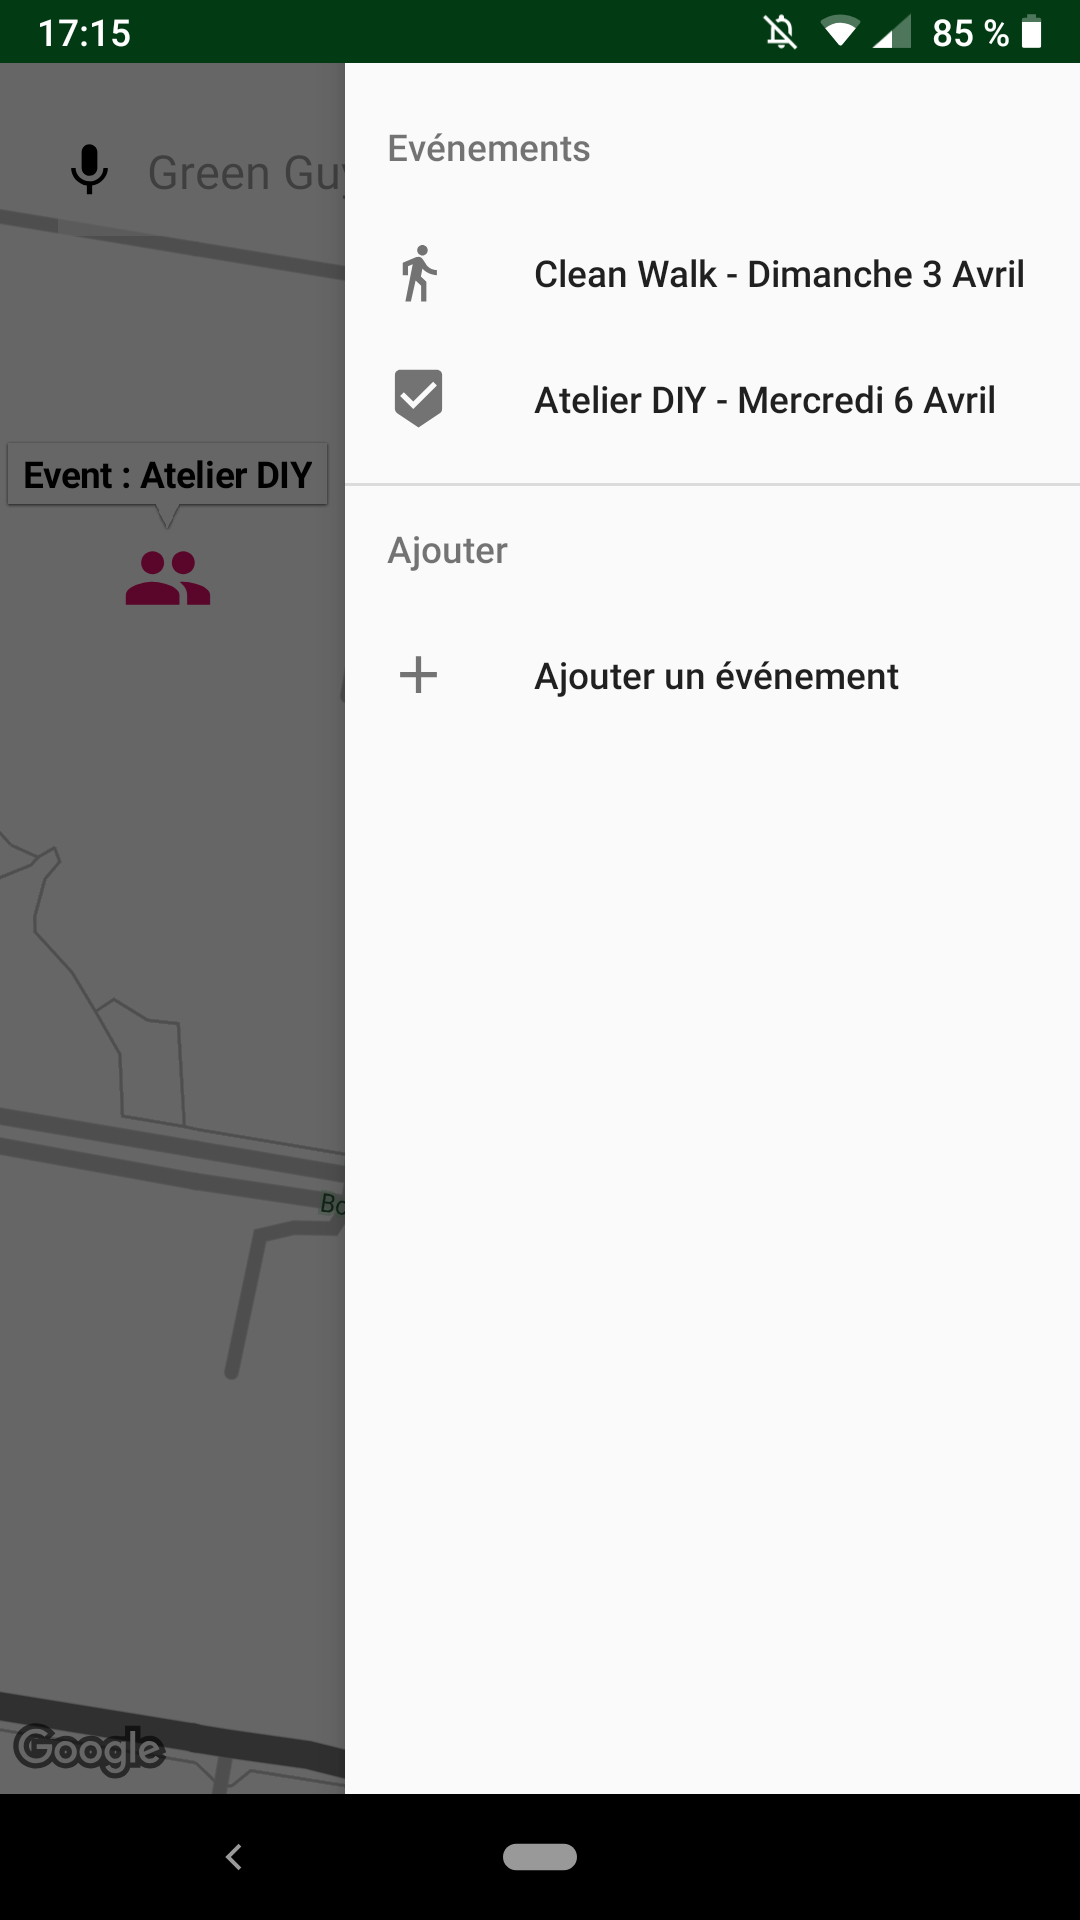 17:15
85 %
Green Gu
Evénements
Clean Walk - Dimanche 3 Avril
Atelier DIY - Mercredi 6 Avril
Event : Atelier DIY
Ajouter
Ajouter un événement
Bo
Google